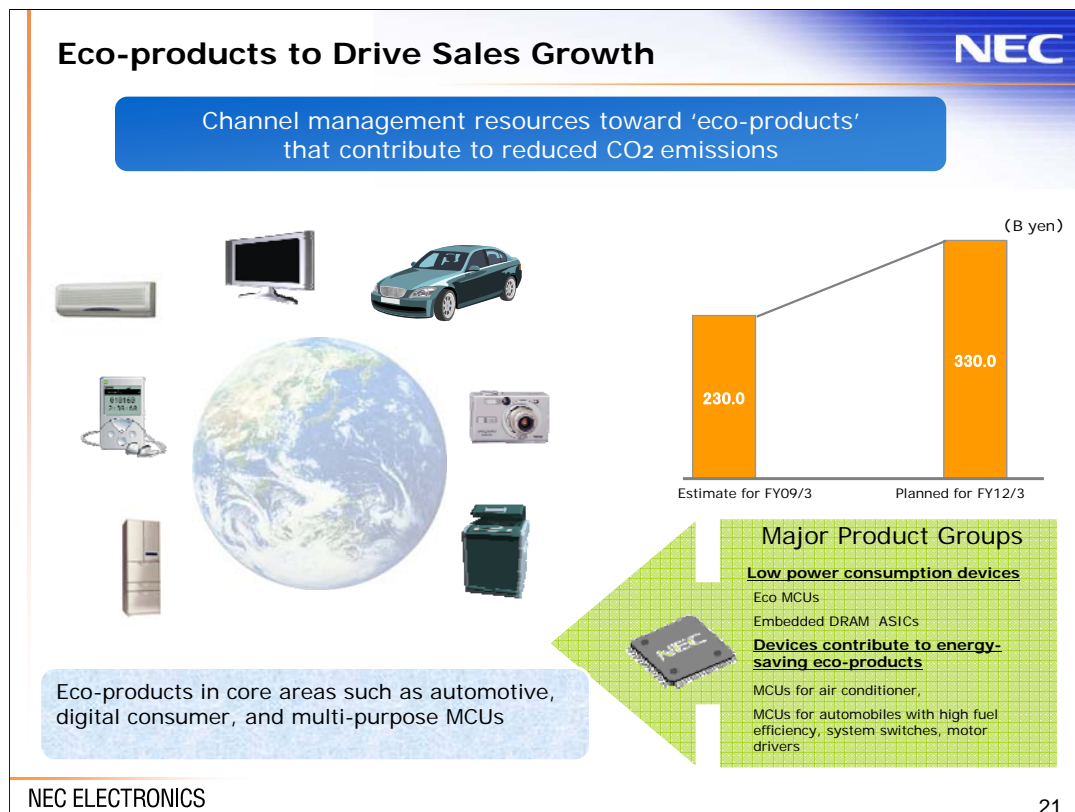 Eco-products to Drive Sales Growth
NEC
Channel management resources toward ‘eco-products’
that contribute to reduced CO2 emissions
(B yen)
330.0
230.0
Estimate for FY09/3
Planned for FY12/3
Major Product Groups
Low power consumption devices
Eco MCUs
Embedded DRAM ASICs
Devices contribute to energy-
saving eco-products
MCUs for air conditioner,
MCUs for automobiles with high fuel
efficiency, system switches, motor
drivers
NEC
Eco-products in core areas such as automotive,
digital consumer, and multi-purpose MCUs
NEC ELECTRONICS
21